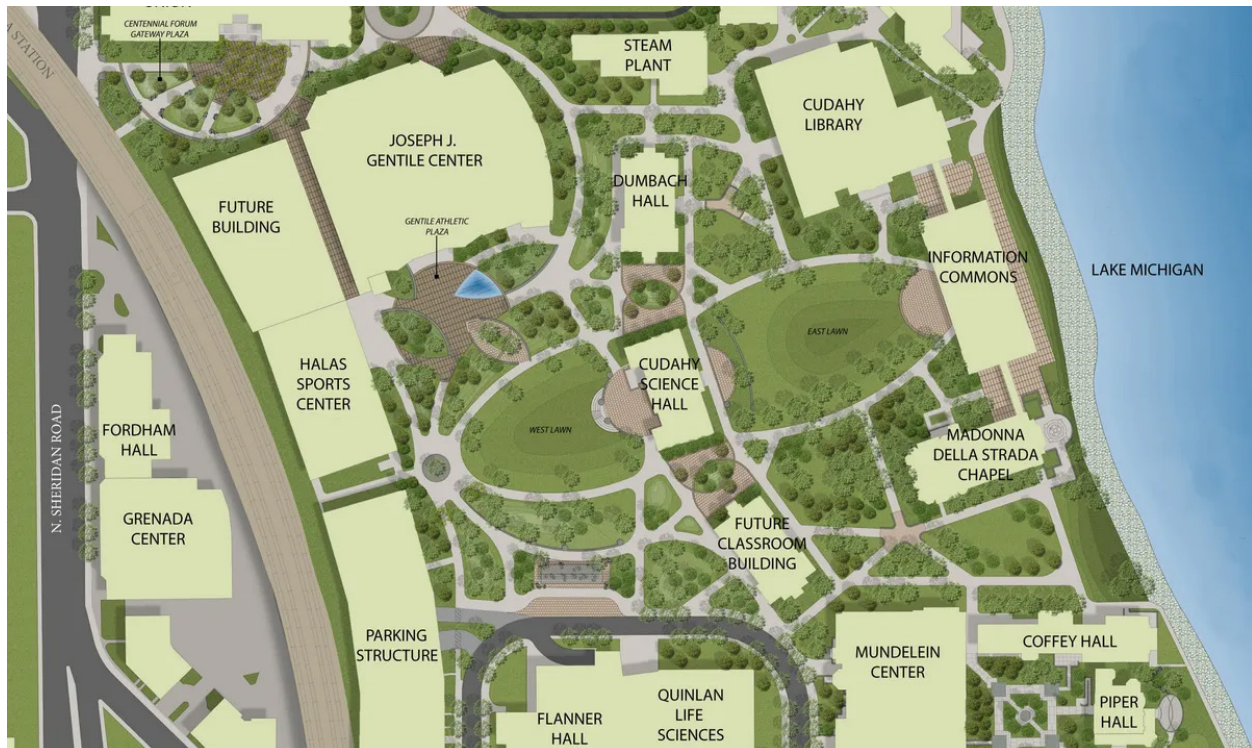 UNION
CENTENNIAL FORUM
GATEWAY PLAZA
A STATION
STEAM
PLANT
CUDAHY
LIBRARY
JOSEPH J.
GENTILE CENTER
DUMBACH
HALL
FUTURE
BUILDING
GENTILE ATHLETIC
PLAZA
INFORMATION
COMMONS
LAKE MICHIGAN
EAST LAWN
HALAS
SPORTS
CENTER
CUDAHY
SCIENCE
HALL
N. SHERIDAN ROAD
FORDHAM
HALL
WEST LAWN
MADONNA
DELLA STRADA
CHAPEL
GRENADA
CENTER
FUTURE
CLASSROOM
BUILDING
PARKING
STRUCTURE
MUNDELEIN
CENTER
COFFEY HALL
FLANNER
HALL
QUINLAN
LIFE
SCIENCES
PIPER
HALL